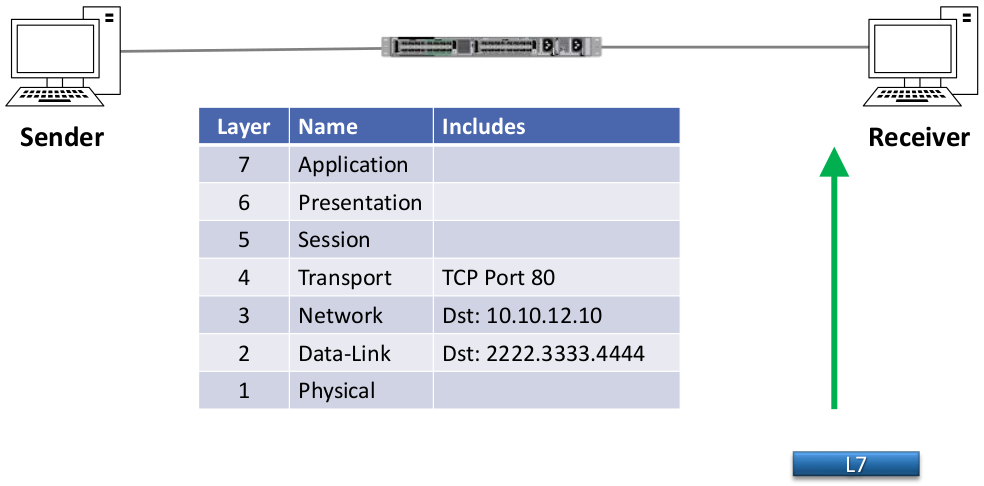 Sender
Receiver
Layer Name Includes
7 Application
6 Presentation
5 Session
4 Transport TCP Port 80
3 Network Dst: 10.10.12.10
2 Data-Link Dst: 2222.3333.4444
1 Physical
L7